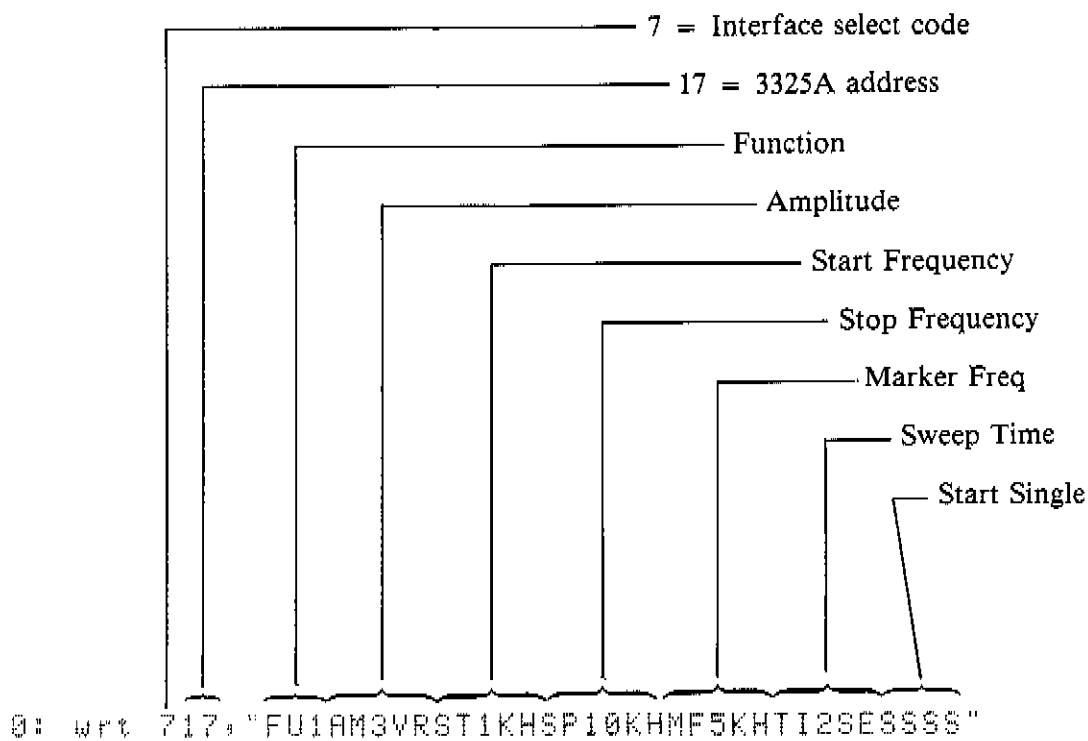 7 = Interface select code
17 = 3325A address
Function
Amplitude
Start Frequency
Stop Frequency
Marker Freq
Sweep Time
Start Single
0: wrt 717,"FU1AM3VRST1KHSP10KHMF5KHTI2SESSSS"